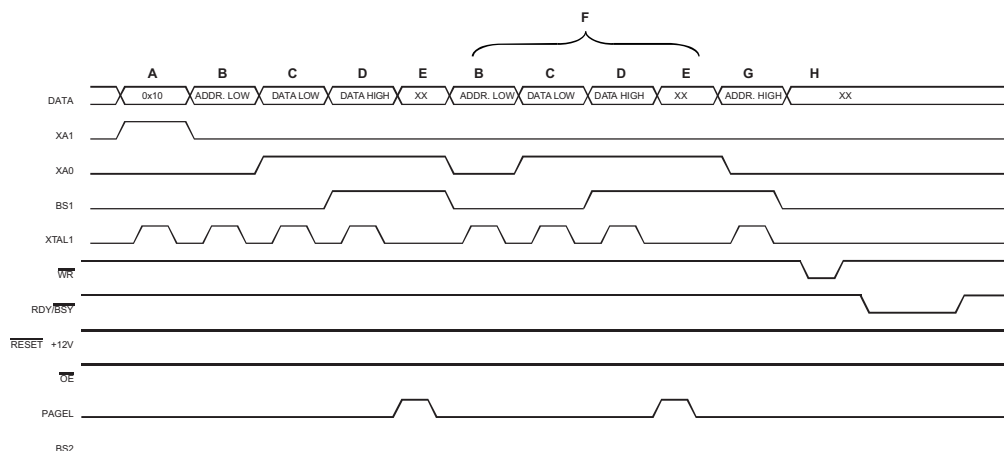 F
A B C D E B C D E G H
DATA 0x10 ADDR. LOW DATA LOW DATA HIGH XX ADDR. LOW DATA LOW DATA HIGH XX ADDR. HIGH XX
XA1
XA0
BS1
XTAL1
WR
RDY/BSY
RESET +12V
OE
PAGEL
BS2